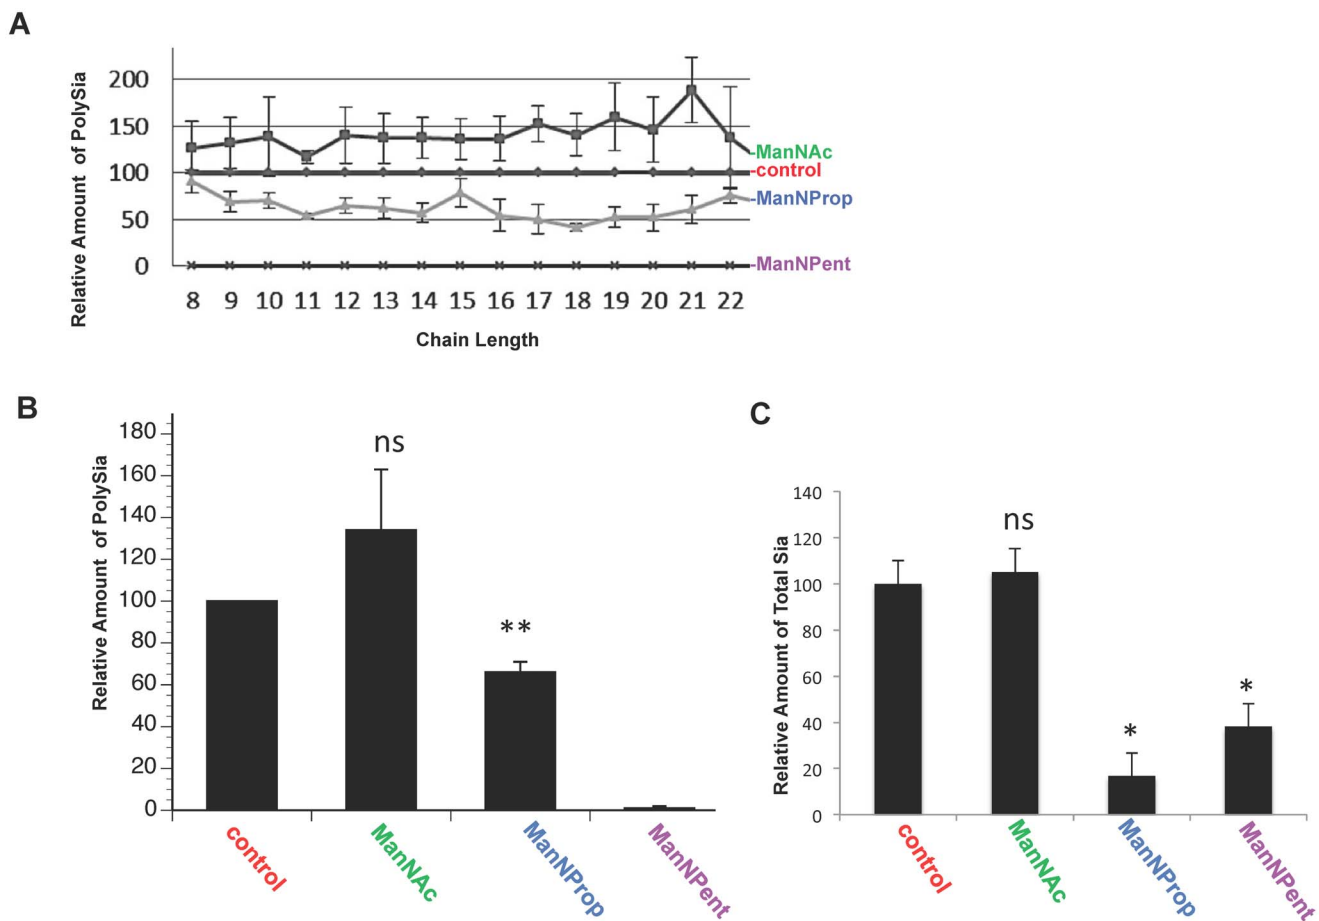 A
Relative Amount of PolySia
200
150
100
50
0
-ManNAc
-control
-ManNProp
-ManNPent
8 9 10 11 12 13 14 15 16 17 18 19 20 21 22
Chain Length
B
Relative Amount of PolySia
180
160
140
120
100
80
60
40
20
0
ns
**
control
ManNAc
ManNProp
ManNPent
C
Relative Amount of Total Sia
140
120
100
80
60
40
20
0
ns
*
*
control
ManNAc
ManNProp
ManNPent